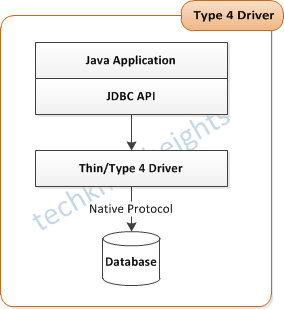 Type 4 Driver
Java Application
JDBC API
Thin/Type 4 Driver
Native Protocol
Database